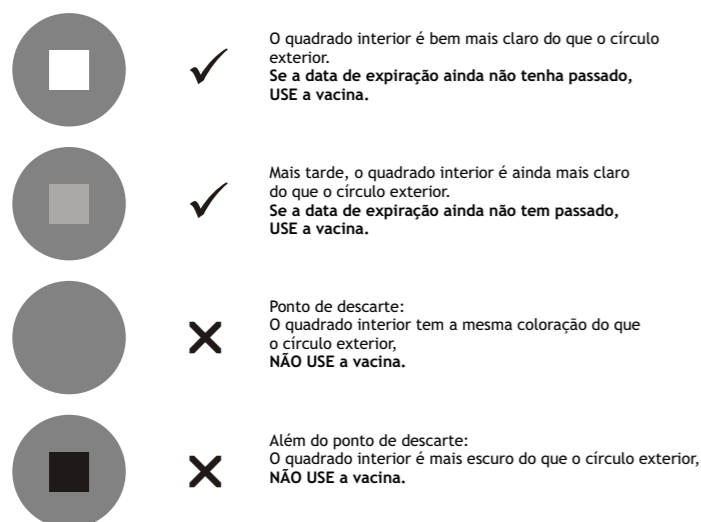 O quadrado interior é bem mais claro do que o círculo
exterior.
Se a data de expiração ainda não tenha passado,
USE a vacina.
Mais tarde, o quadrado interior é ainda mais claro
do que o círculo exterior.
Se a data de expiração ainda não tem passado,
USE a vacina.
Ponto de descarte:
O quadrado interior tem a mesma coloração do que
o círculo exterior,
NÃO USE a vacina.
Além do ponto de descarte:
O quadrado interior é mais escuro do que o círculo exterior,
NÃO USE a vacina.